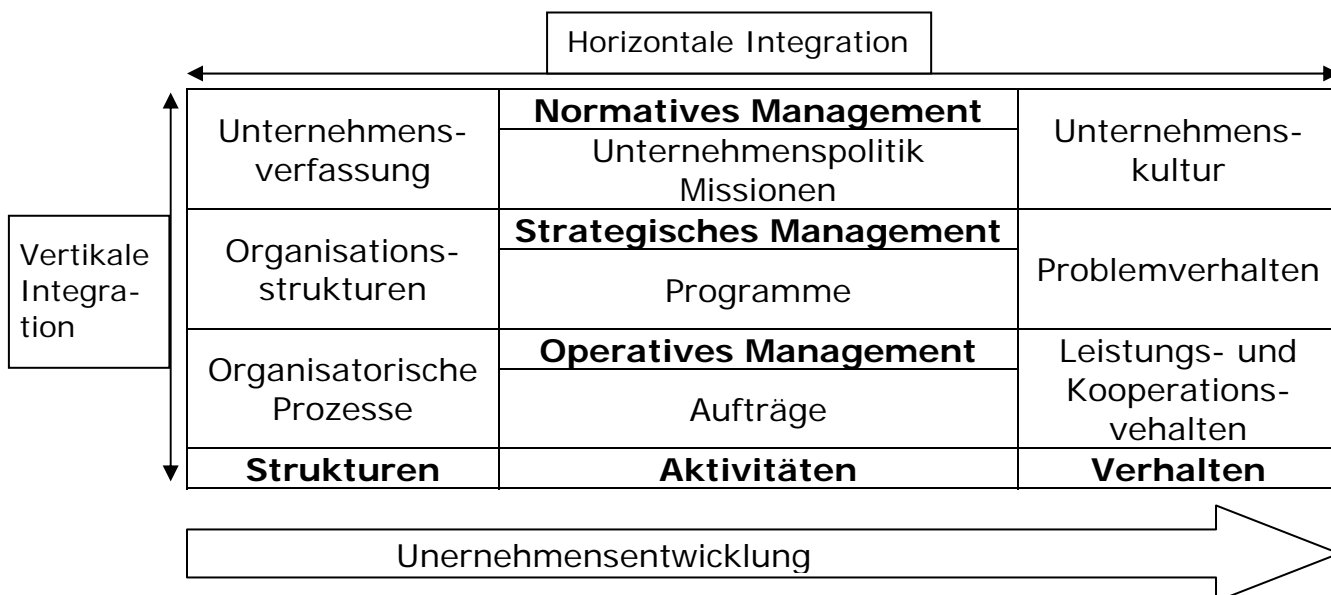 Horizontale Integration
Unternehmens-
verfassung
Normatives Management
Unternehmenspolitik
Missionen
Unternehmens-
kultur
Vertikale
Integra-
tion
Organisations-
strukturen
Strategisches Management
Programme
Problemverhalten
Organisatorische
Prozesse
Operatives Management
Aufträge
Leistungs- und
Kooperations-
vehalten
Strukturen
Aktivitäten
Verhalten
Unernehmensentwicklung